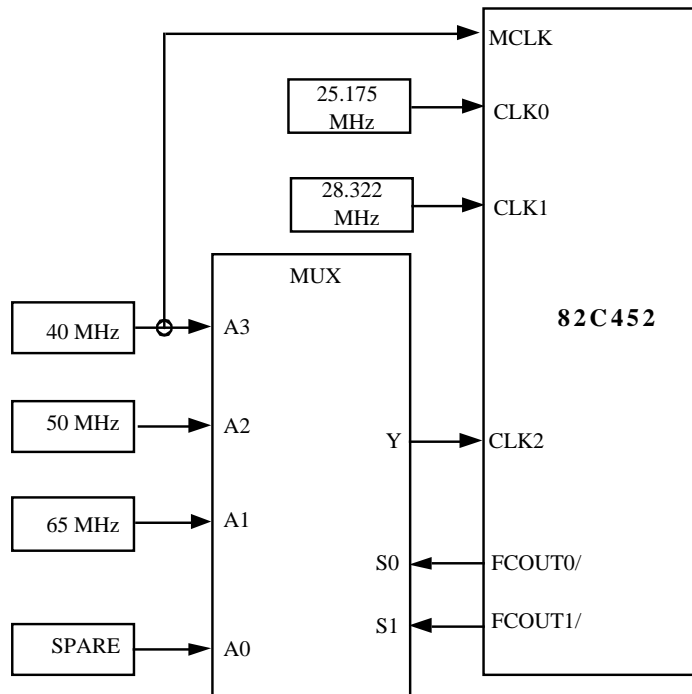 MCLK
25.175
MHz
CLK0
28.322
MHz
CLK1
MUX
82C452
40 MHz
A3
50 MHz
A2
Y
CLK2
65 MHz
A1
S0
FCOUT0/
S1
FCOUT1/
SPARE
A0